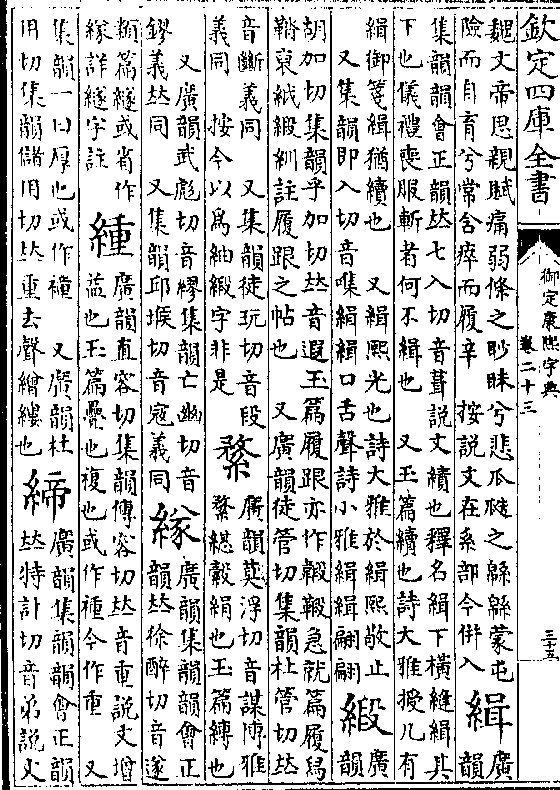 欽定四庫全書
御定康熙字典
卷二十三
三十五
魏文帝思親賦痛弱條之眇昧兮悲瓜瓞之緜緜蒙屯
險而自育兮常含瘁而履辛　按說文在系部今倂入
緝
廣
韻
集韻韻會正韻𠀤七入切音葺說文績也釋名緝下橫縫緝其
下也儀禮喪服斬者何不緝也　又玉篇續也詩大雅授几有
緝御箋緝猶續也　又緝熙光也詩大雅於緝熙敬止
又集韻即入切音喋緝緝口舌聲詩小雅緝緝翩翩
緞
廣
韻
胡加切集韻乎加切𠀤音遐玉篇履跟亦作鞎急就篇履舄
鞜裒絨緞紃註履跟之帖也　又廣韻徒管切集韻杜管切𠀤
音斷義同　又集韻徒玩切音段
義同　按今以爲紬緞字非是
䋷
廣韻莫浮切音謀博雅
䋷綨縠絹也玉篇縛也
又廣韻武彪切音繆集韻亡幽切音
鏐義𠀤同　又集韻邱堠切音寇義同
廣韻集韻韻會正
韻𠀤徐醉切音遂
類篇繸或省作
詳繸字註
緟
廣韻直容切集韻傳容切𠀤音重說文增
益也玉篇疊也複也或作褈今作重　又
集韻一曰厚也或作褈　又廣韻柱
用切集韻儲用切𠀤重去聲繒縷也
締
廣韻集韻韻會正韻
𠀤特計切音弟說文